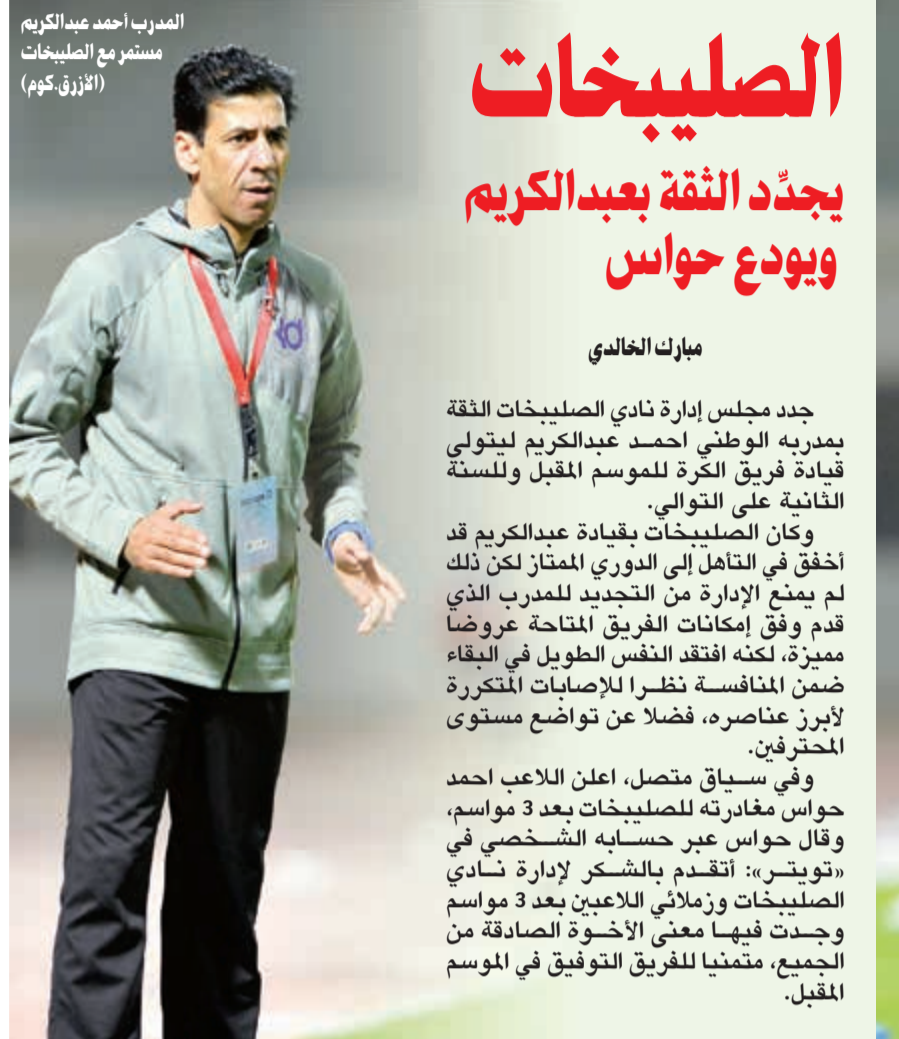 المدرب أحمد عبدالكريم
مستمر مع الصليبخات
(الأزرق.كوم)
الصليبخات
يجدِّد الثقة بعبدالكريم
ويودع حواس
مبارك الخالدي
جدد مجلس إدارة نادي الصليبخات الثقة
بمدربه الوطني احمد عبدالكريم ليتولى
قيادة فريق الكرة للموسم المقبل وللسنة
الثانية على التوالي.
وكان الصليبخات بقيادة عبدالكريم قد
أخفق في التأهل إلى الدوري الممتاز لكن ذلك
لم يمنع الإدارة من التجديد للمدرب الذي
قدم وفق إمكانات الفريق المتاحة عروضا
مميزة، لكنه افتقد النفس الطويل في البقاء
ضمن المنافسة نظرا للإصابات المتكررة
لأبرز عناصره، فضلا عن تواضع مستوى
المحترفين.
وفي سياق متصل، اعلن اللاعب احمد
حواس مغادرته للصليبخات بعد 3 مواسم،
وقال حواس عبر حسابه الشخصي في
«تويتر»: أتقدم بالشكر لإدارة نادي
الصليبخات وزملائي اللاعبين بعد 3 مواسم
وجدت فيها معنى الأخوة الصادقة من
الجميع، متمنيا للفريق التوفيق في الموسم
المقبل.